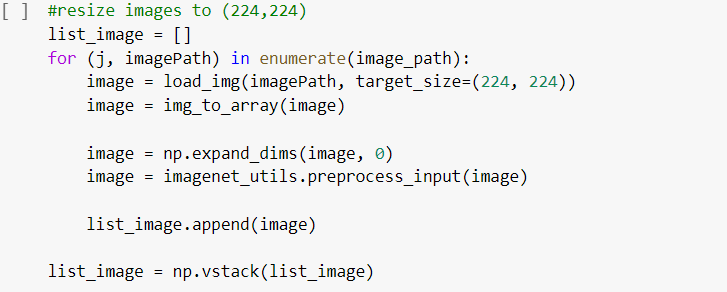 [ ] #resize images to (224,224)
list_image = []
for (j, imagePath) in enumerate(image_path):
image = load_img(imagePath, target_size=(224, 224))
image = img_to_array(image)
image = np.expand_dims(image, 0)
image = imagenet_utils.preprocess_input(image)
list_image.append(image)
list_image = np.vstack(list_image)